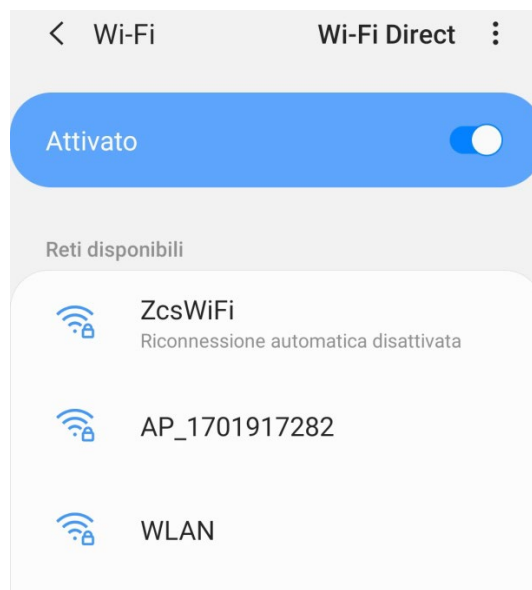 Wi-Fi Wi-Fi Direct
Attivato
Reti disponibili
ZcsWiFi
Riconnessione automatica disattivata
AP_1701917282
WLAN